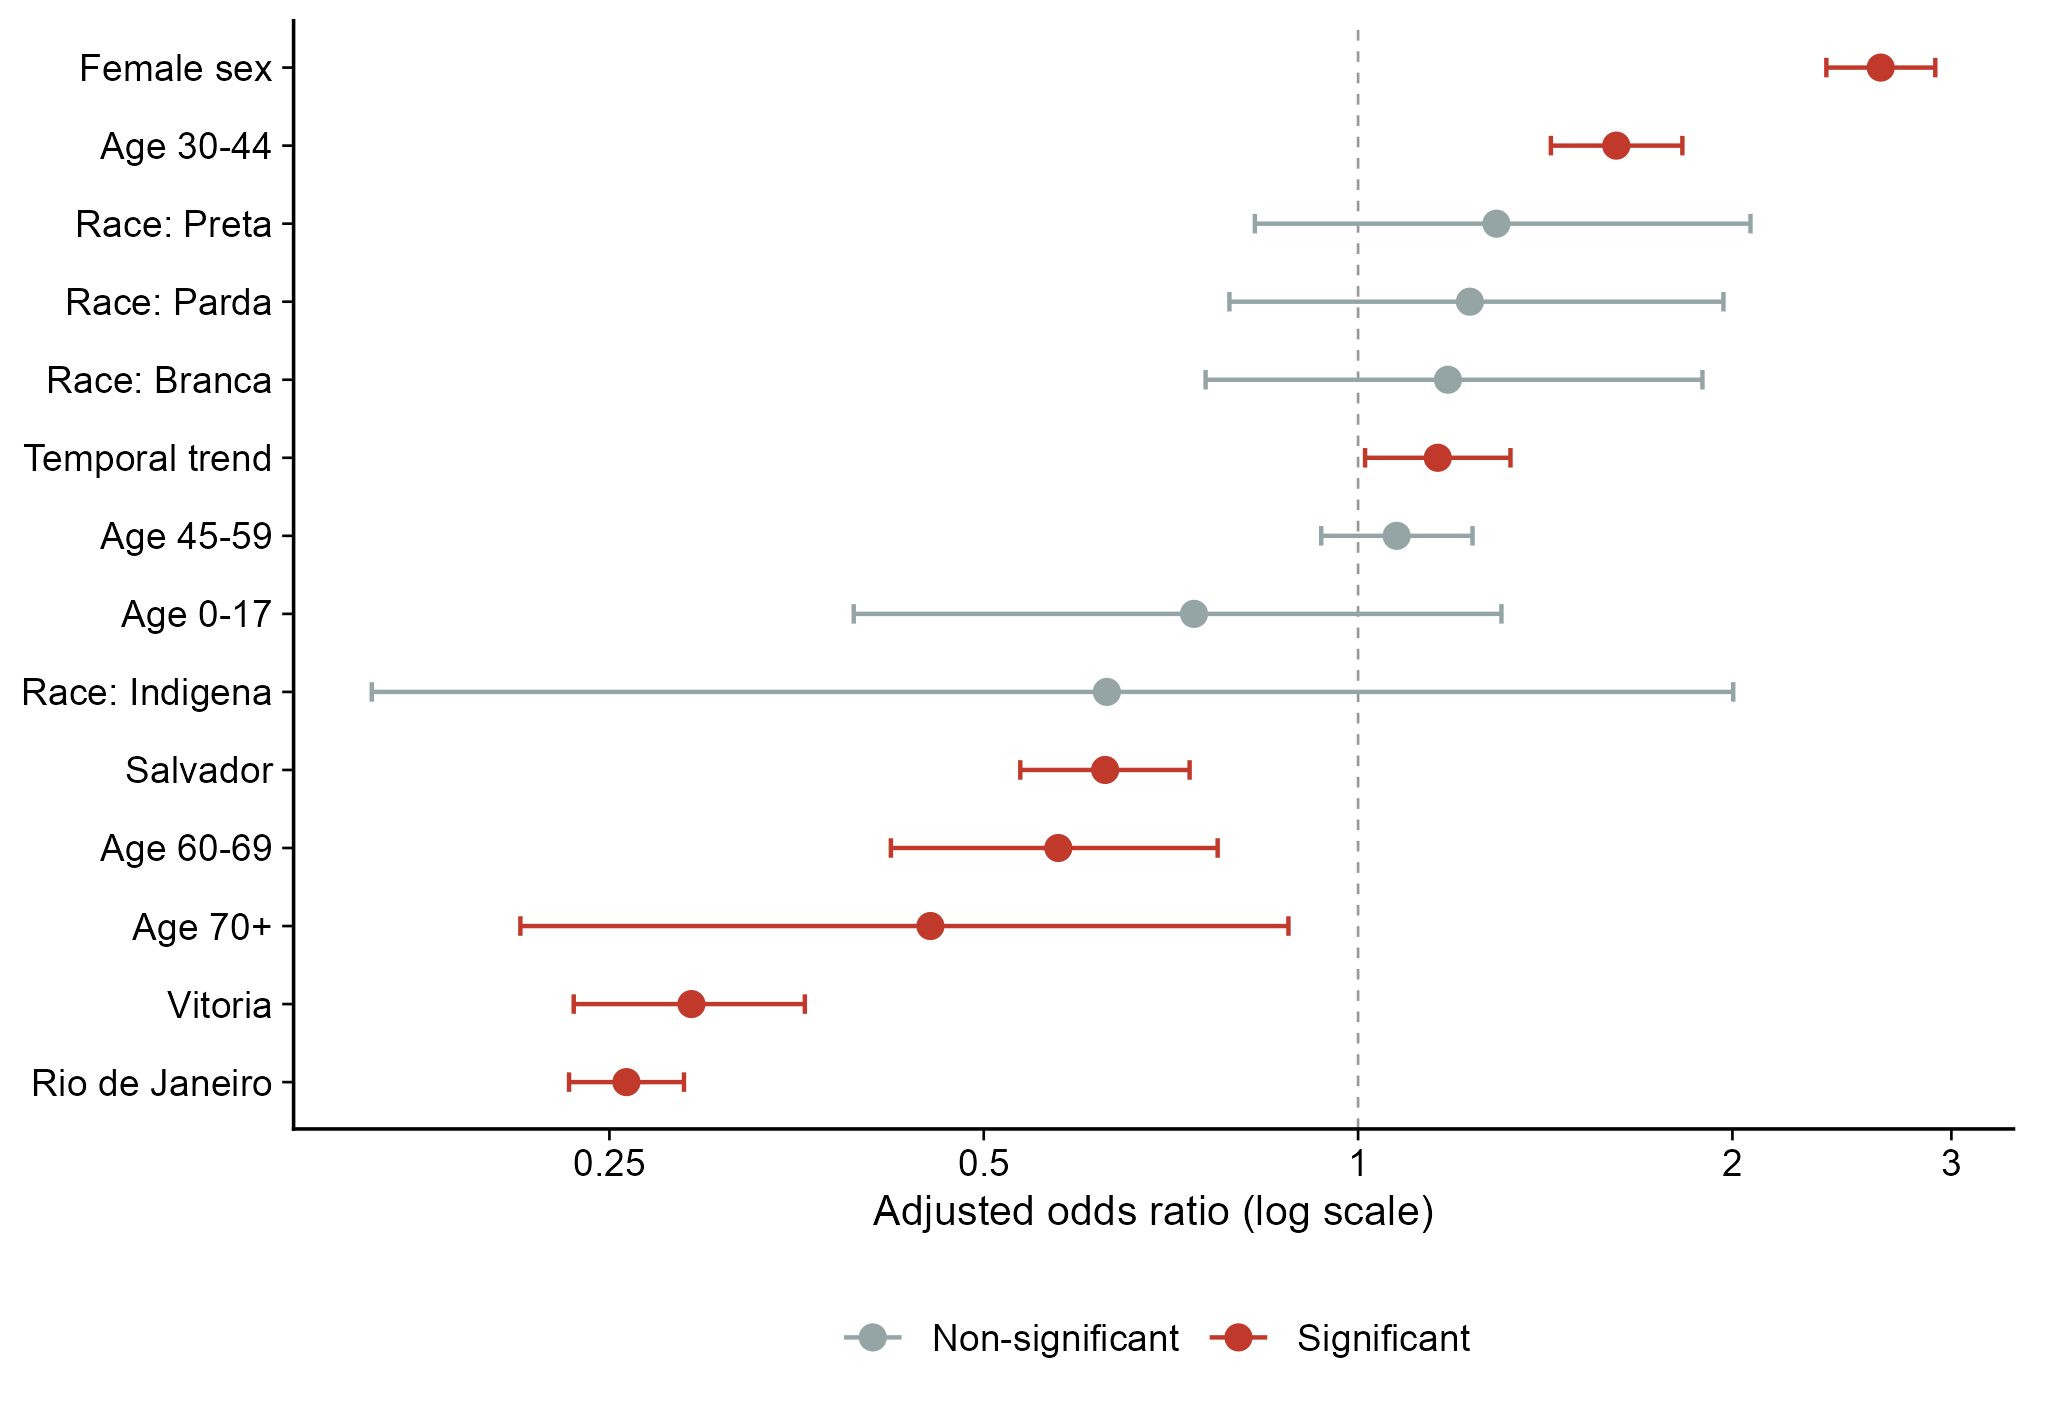 Female sex
Age 30-44
Race: Preta
Race: Parda
Race: Branca
Temporal trend
Age 45-59
Age 0-17
Race: Indigena
Salvador
Age 60-69
Age 70+
Vitoria
Rio de Janeiro
0.25 0.5 1 2 3
Adjusted odds ratio (log scale)
Non-significant Significant